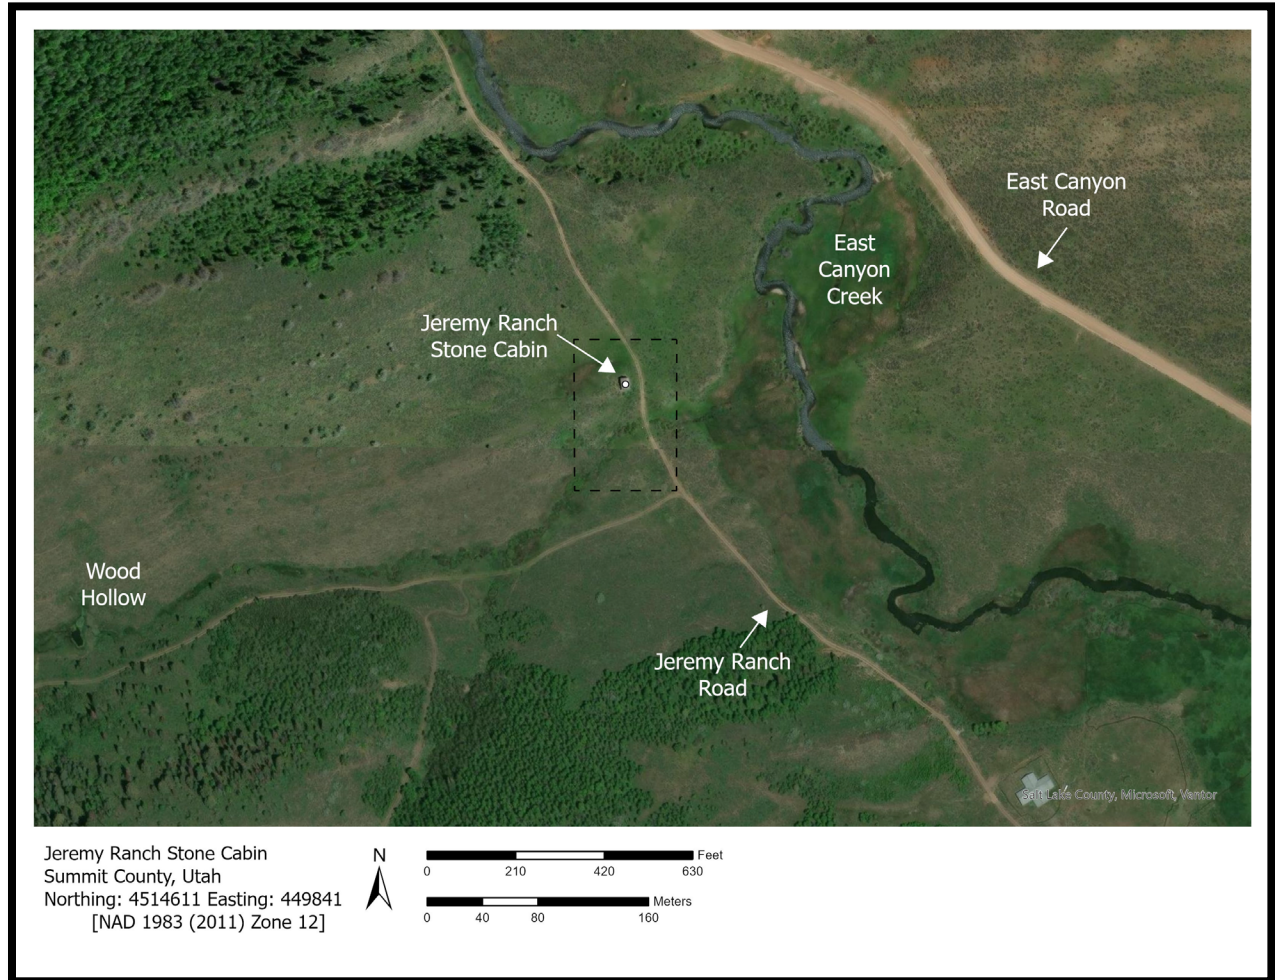 East Canyon
Road
East
Canyon
Creek
Jeremy Ranch
Stone Cabin
Wood
Hollow
Jeremy Ranch
Road
Salt Lake County, Microsoft, Vantor
Jeremy Ranch Stone Cabin
Summit County, Utah
Northing: 4514611 Easting: 449841
[NAD 1983 (2011) Zone 12]
N
Feet
0 210 420 630
Meters
0 40 80 160